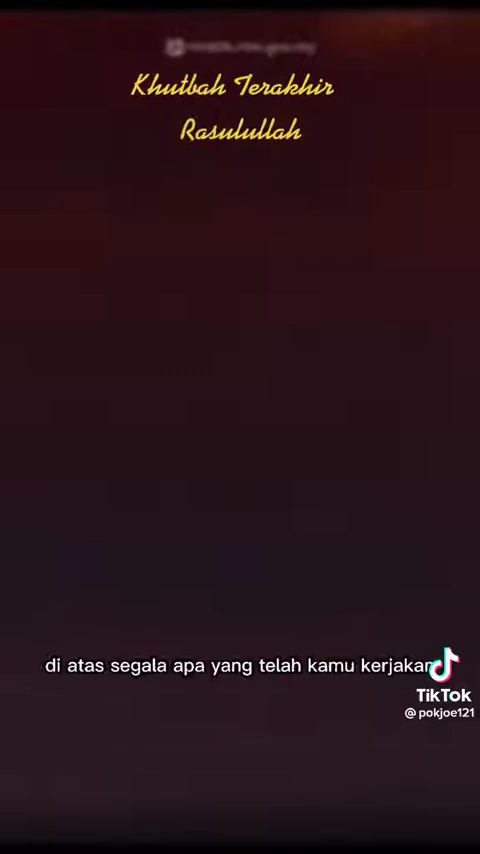 Khutbah Terakhir
Rasulullah
di atas segala apa yang telah kamu kerjakan
TikTok
@pokjoe121